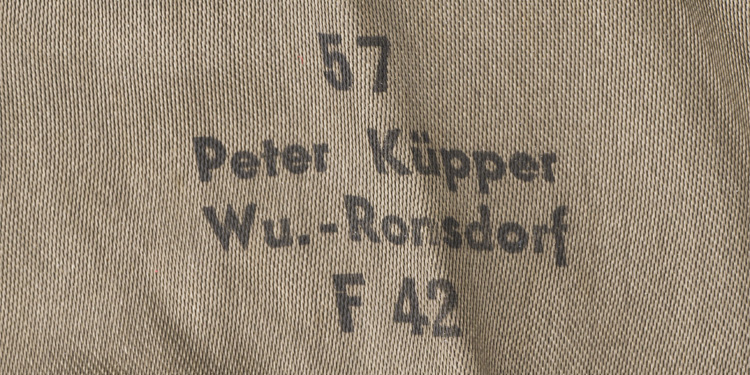 57
Peter Küpper
Wu.-Ronsdorf
F 42